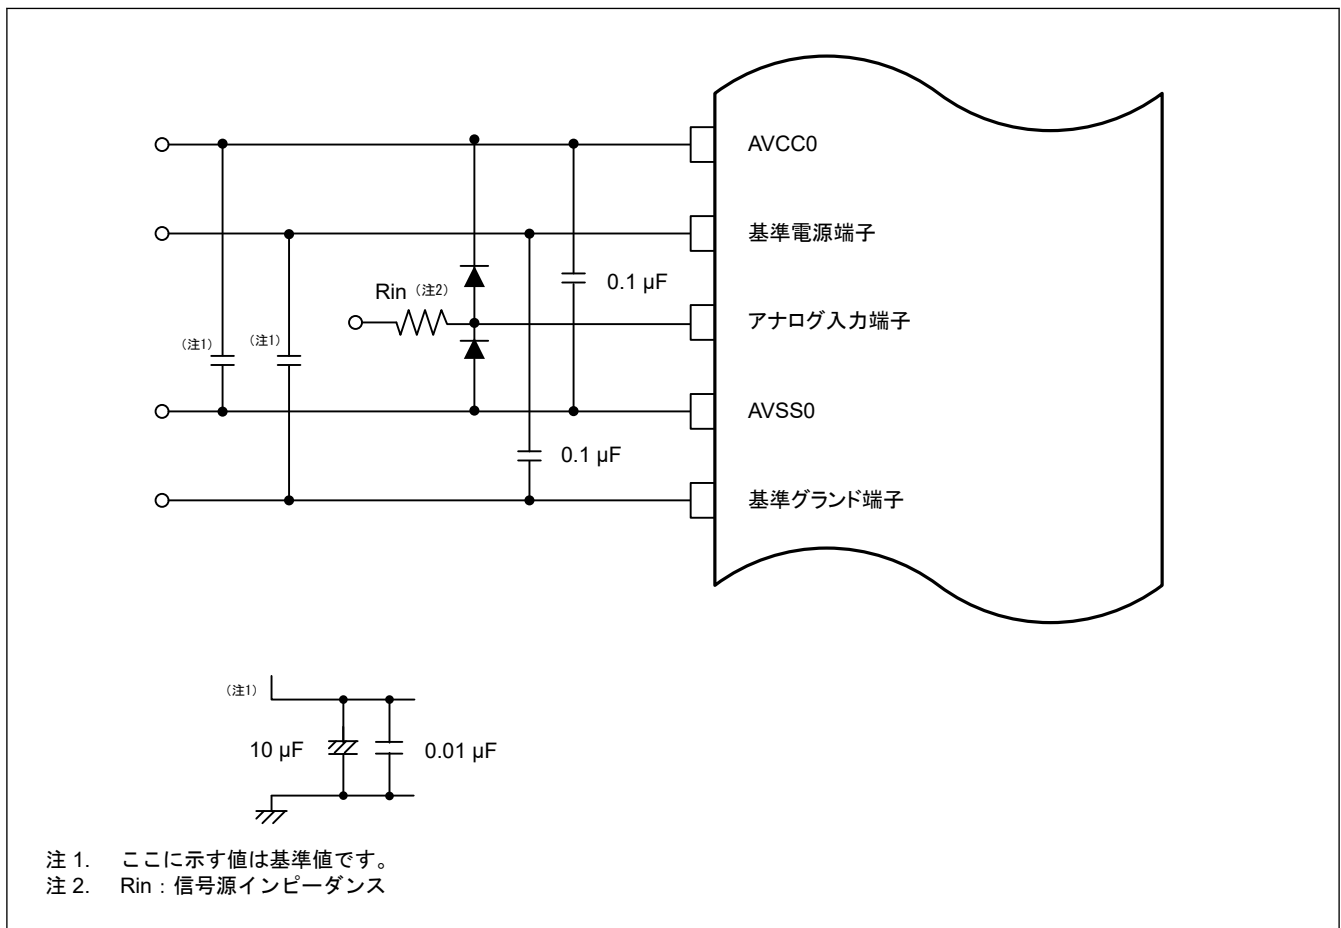 AVCC0
基準電源端子
0.1 µF
Rin (注2)
アナログ入力端子
(注1)
(注1)
AVSS0
0.1 µF
基準グランド端子
(注1)
10 µF
0.01 µF
注 1. ここに示す値は基準値です。
注 2. Rin：信号源インピーダンス